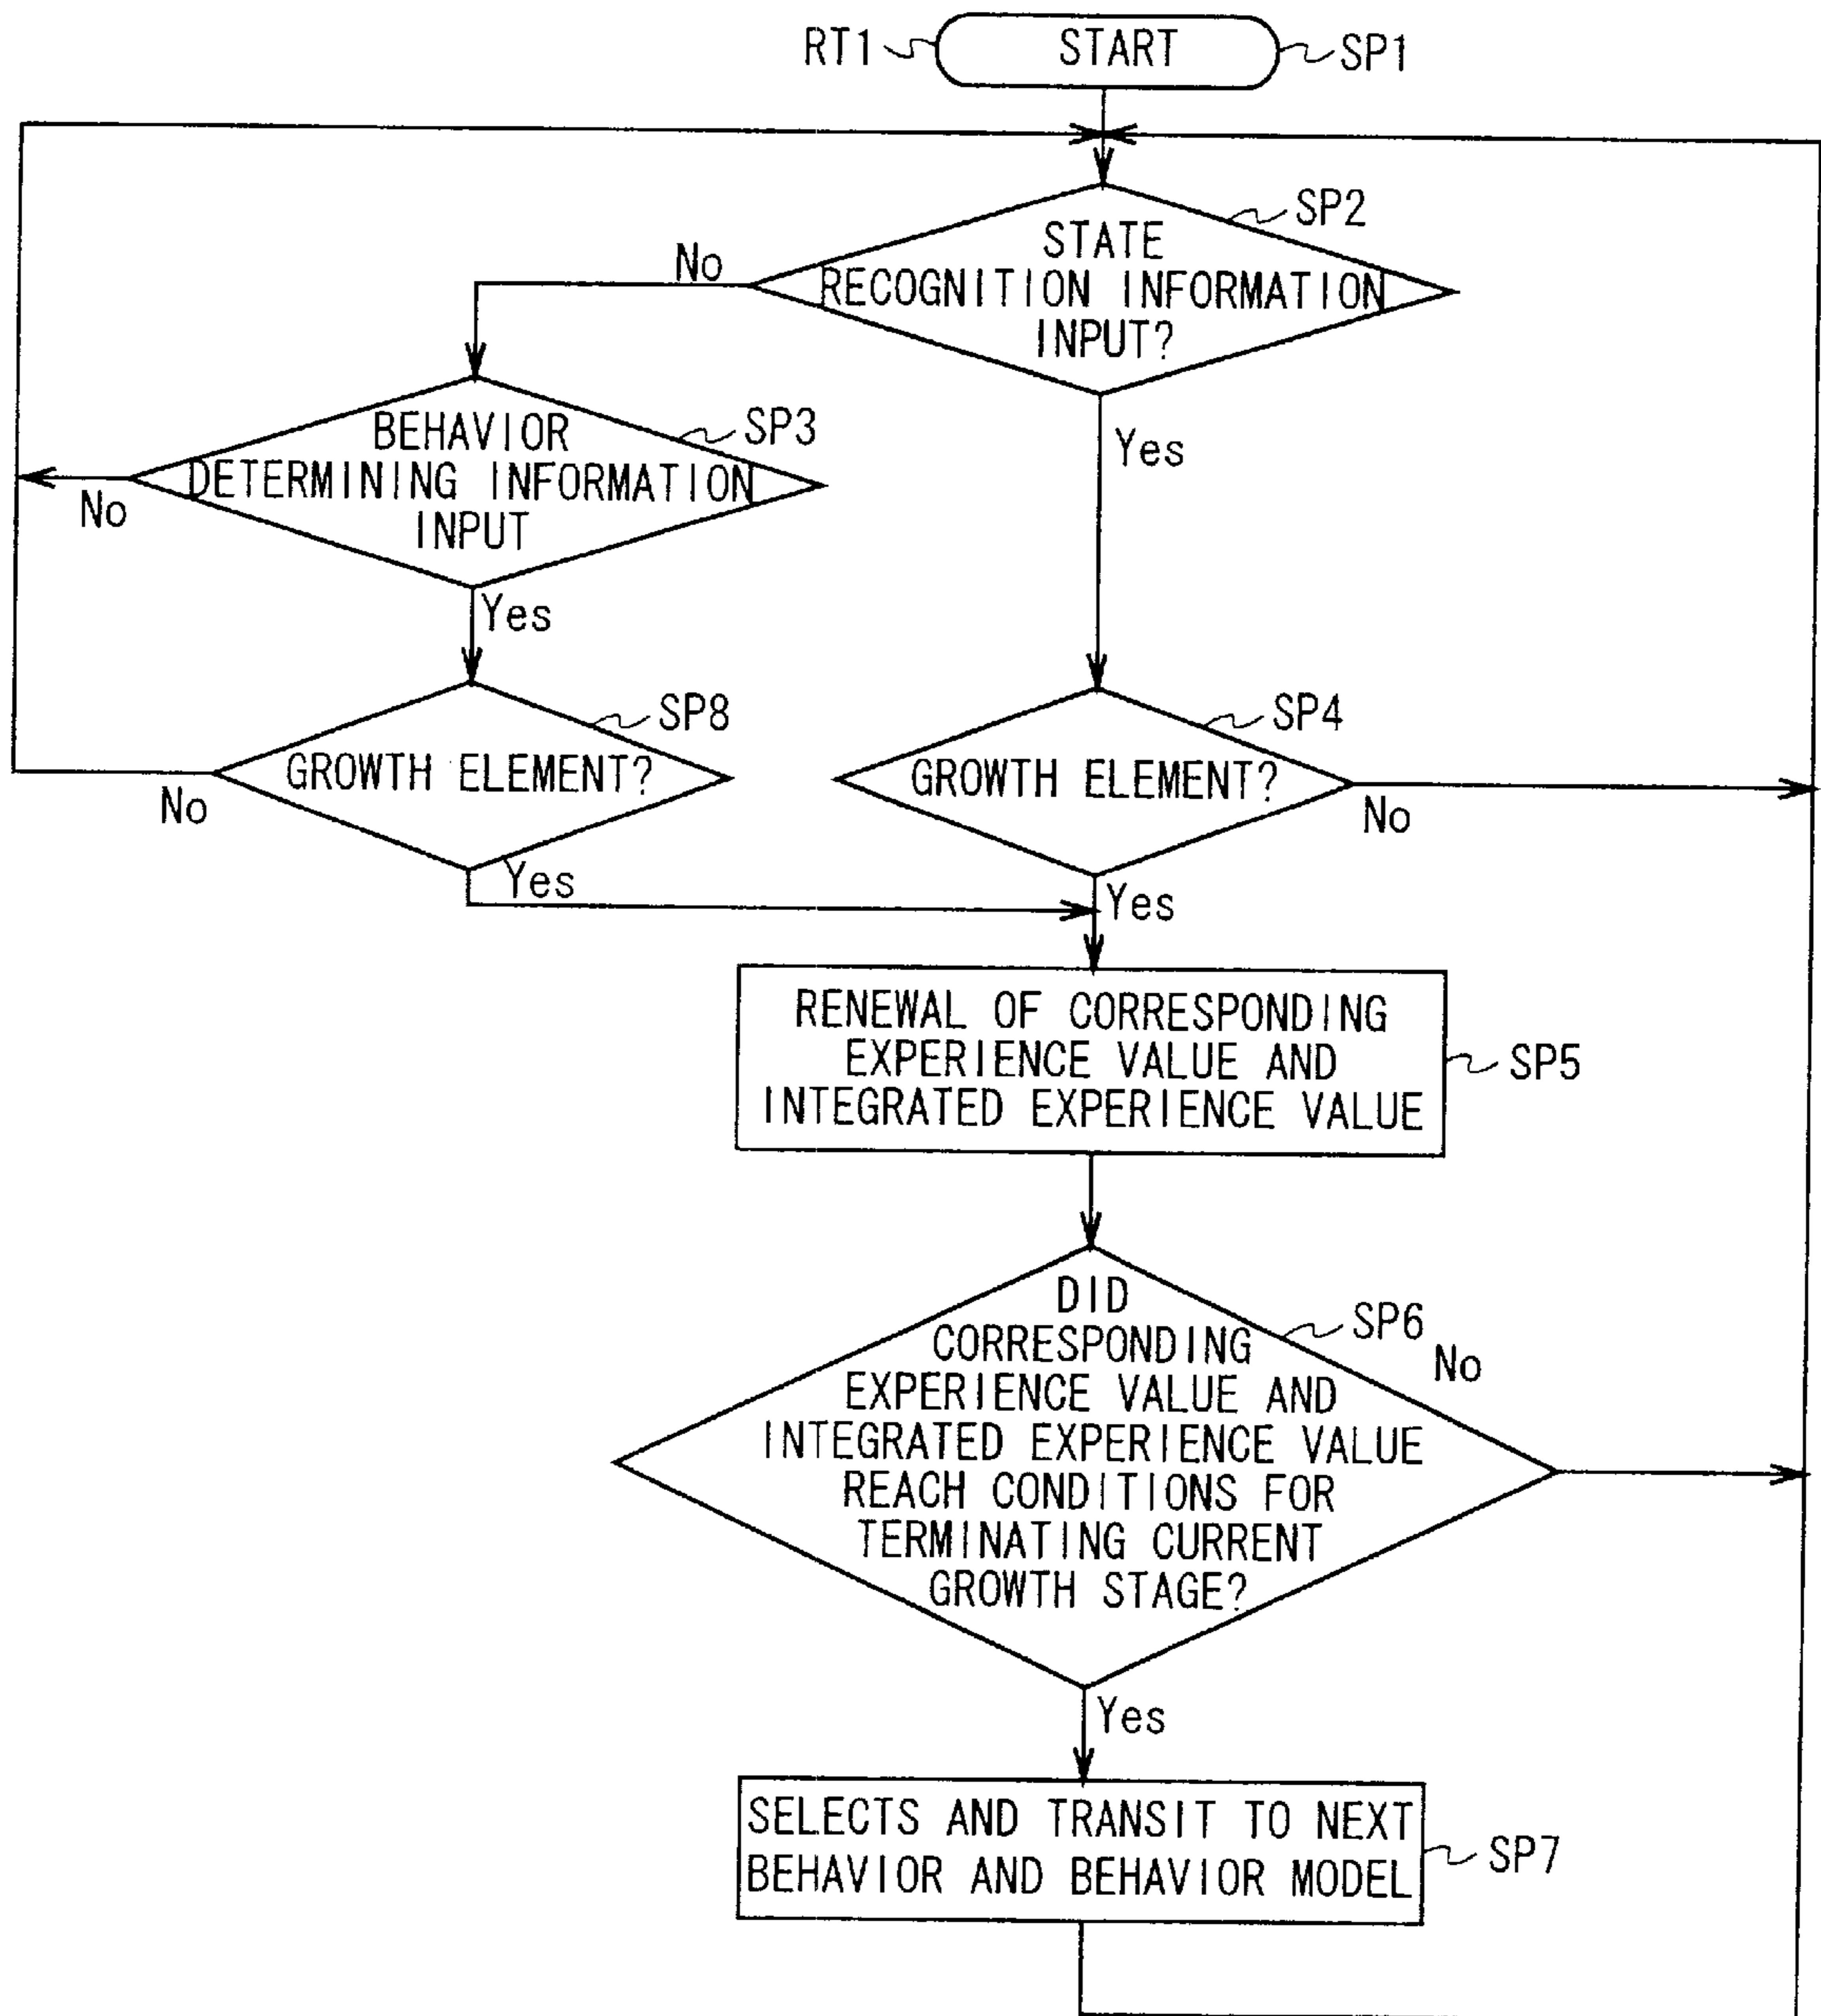 RT1
START
SP1
SP2
STATE
RECOGNITION INFORMATION
INPUT?
No
Yes
SP3
BEHAVIOR
DETERMINING INFORMATION
INPUT
No
Yes
SP8
GROWTH ELEMENT?
No
Yes
SP4
GROWTH ELEMENT?
No
Yes
RENEWAL OF CORRESPONDING
EXPERIENCE VALUE AND
INTEGRATED EXPERIENCE VALUE
SP5
DID
CORRESPONDING
EXPERIENCE VALUE AND
INTEGRATED EXPERIENCE VALUE
REACH CONDITIONS FOR
TERMINATING CURRENT
GROWTH STAGE?
SP6
No
Yes
SELECTS AND TRANSIT TO NEXT
BEHAVIOR AND BEHAVIOR MODEL
SP7